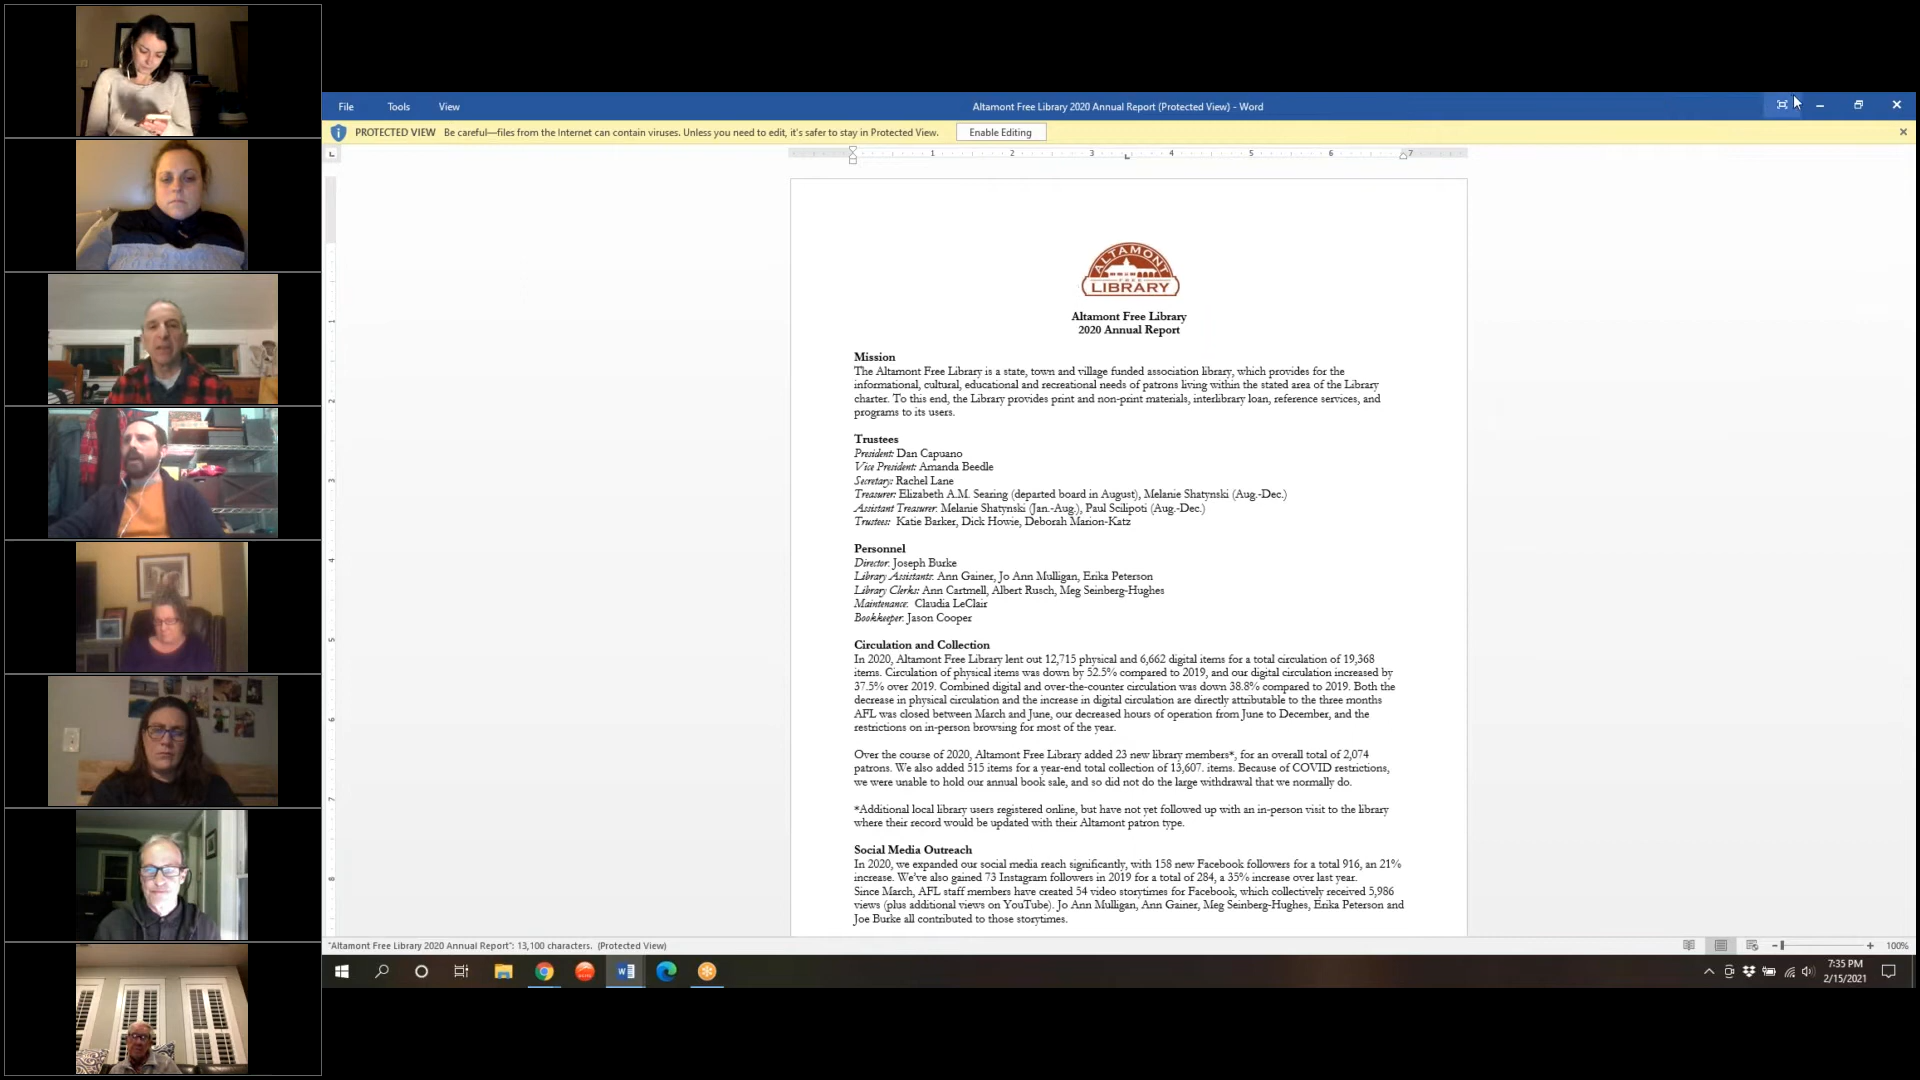 File Tools View Altamont Free Library 2020 Annual Report (Protected View) - Word
PROTECTED VIEW Be careful—files from the Internet can contain viruses. Unless you need to edit, it's safer to stay in Protected View. Enable Editing
1 2 3 4 5 6 7
ALTAMONT
FREE
LIBRARY
Altamont Free Library
2020 Annual Report
Mission
The Altamont Free Library is a state, town and village funded association library, which provides for the
informational, cultural, educational and recreational needs of patrons living within the stated area of the Library
charter. To this end, the Library provides print and non-print materials, interlibrary loan, reference services, and
programs to its users.
Trustees
President: Dan Capuano
Vice President: Amanda Beedle
Secretary: Rachel Lane
Treasurer: Elizabeth A.M. Searing (departed board in August), Melanie Shatynski (Aug.-Dec.)
Assistant Treasurer: Melanie Shatynski (Jan.-Aug.), Paul Scilipoti (Aug.-Dec.)
Trustees: Katie Barker, Dick Howie, Deborah Marion-Katz
Personnel
Director: Joseph Burke
Library Assistants: Ann Gainer, Jo Ann Mulligan, Erika Peterson
Library Clerks: Ann Cartmell, Albert Rusch, Meg Seinberg-Hughes
Maintenance: Claudia LeClair
Bookkeeper: Jason Cooper
Circulation and Collection
In 2020, Altamont Free Library lent out 12,715 physical and 6,662 digital items for a total circulation of 19,368
items. Circulation of physical items was down by 52.5% compared to 2019, and our digital circulation increased by
37.5% over 2019. Combined digital and over-the-counter circulation was down 38.8% compared to 2019. Both the
decrease in physical circulation and the increase in digital circulation are directly attributable to the three months
AFL was closed between March and June, our decreased hours of operation from June to December, and the
restrictions on in-person browsing for most of the year.
Over the course of 2020, Altamont Free Library added 23 new library members*, for an overall total of 2,074
patrons. We also added 515 items for a year-end total collection of 13,607. items. Because of COVID restrictions,
we were unable to hold our annual book sale, and so did not do the large withdrawal that we normally do.
*Additional local library users registered online, but have not yet followed up with an in-person visit to the library
where their record would be updated with their Altamont patron type.
Social Media Outreach
In 2020, we expanded our social media reach significantly, with 158 new Facebook followers for a total 916, an 21%
increase. We've also gained 73 Instagram followers in 2019 for a total of 284, a 35% increase over last year.
Since March, AFL staff members have created 54 video storytimes for Facebook, which collectively received 5,986
views (plus additional views on YouTube). Jo Ann Mulligan, Ann Gainer, Meg Seinberg-Hughes, Erika Peterson and
Joe Burke all contributed to those storytimes.
1
2
3
4
5
6
7
8
"Altamont Free Library 2020 Annual Report": 13,100 characters. (Protected View) 100%
7:35 PM
2/15/2021